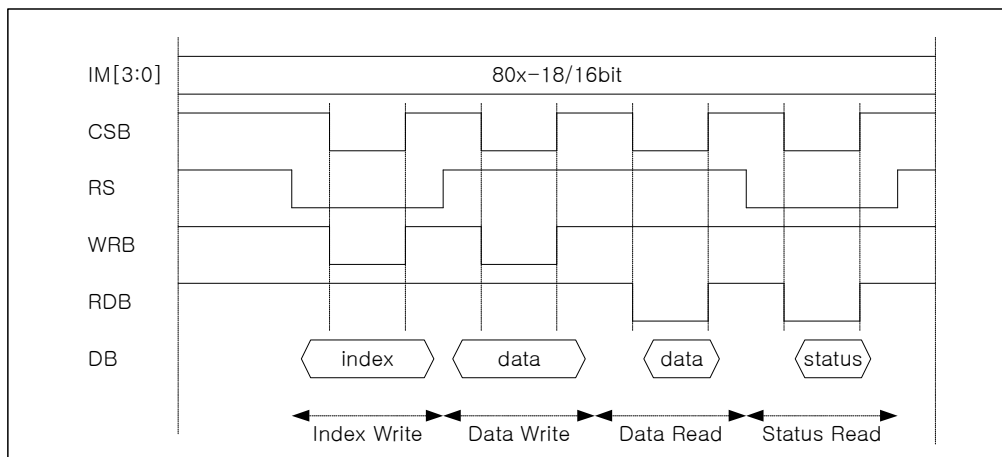 IM[3:0] 80x-18/16bit
CSB
RS
WRB
RDB
DB index data data status
Index Write Data Write Data Read Status Read